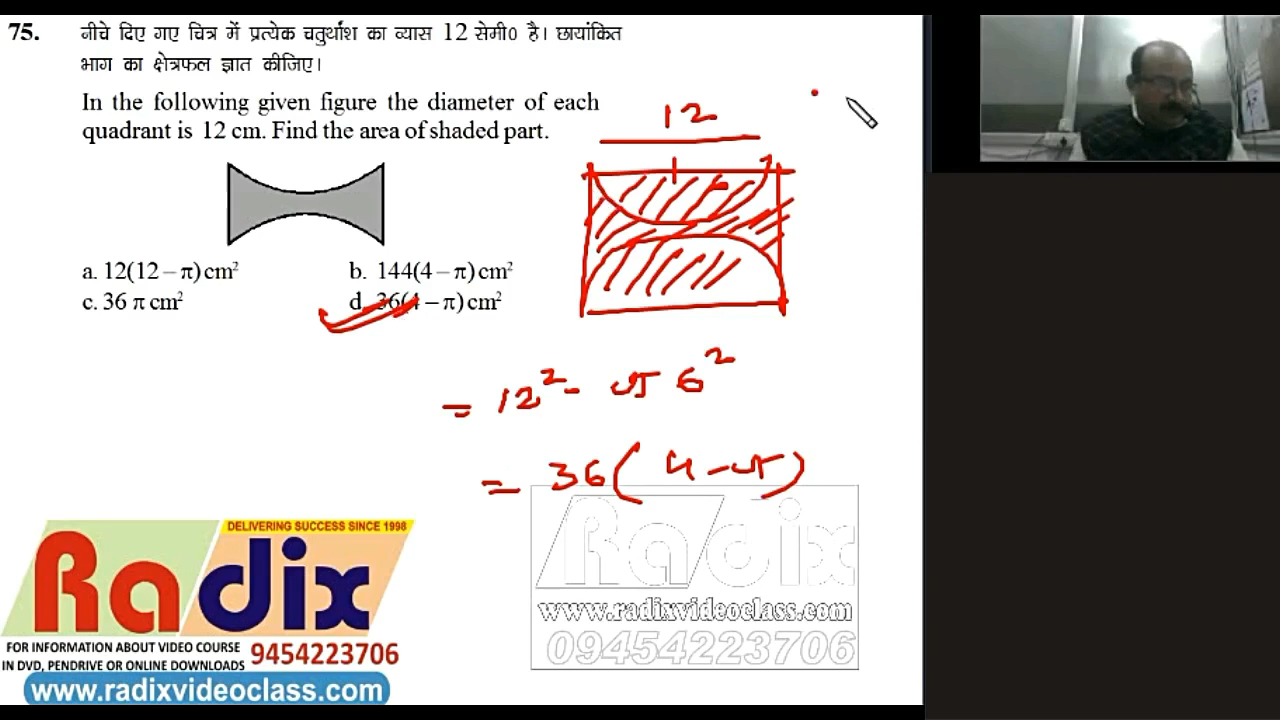 75. नीचे दिए गए चित्र में प्रत्येक चतुर्थांश का व्यास 12 सेमी0 है। छायांकित
भाग का क्षेत्रफल ज्ञात कीजिए।
In the following given figure the diameter of each
quadrant is 12 cm. Find the area of shaded part.
12
a. 12(12 – π) cm² b. 144(4 – π) cm²
c. 36 π cm² d. 36(4 – π) cm²
= 12² - π 6²
= 36 ( 4 - π )
DELIVERING SUCCESS SINCE 1998
Radix
FOR INFORMATION ABOUT VIDEO COURSE
IN DVD, PENDRIVE OR ONLINE DOWNLOADS 9454223706
www.radixvideoclass.com
Radix
www.radixvideoclass.com
09454223706